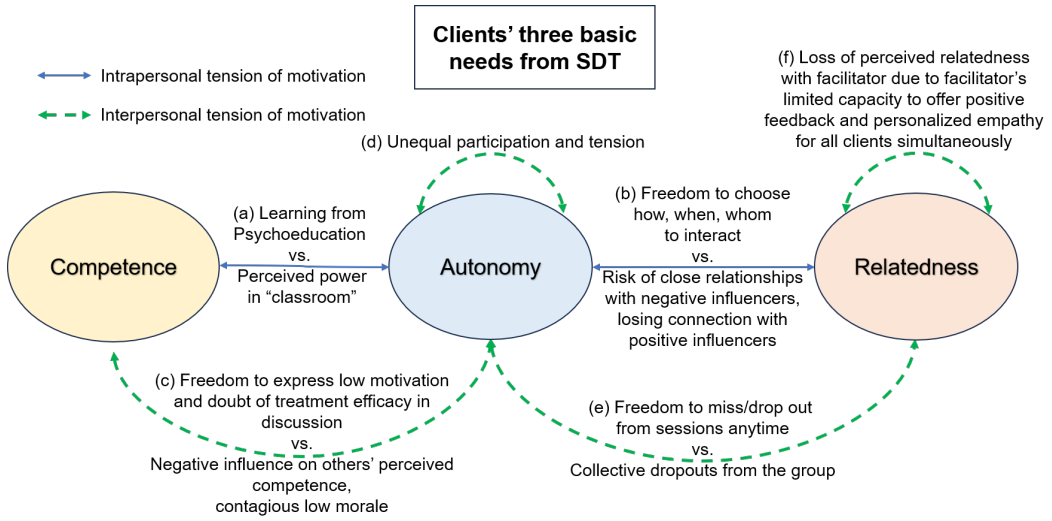 Clients’ three basic
needs from SDT
Intrapersonal tension of motivation
Interpersonal tension of motivation
(f) Loss of perceived relatedness
with facilitator due to facilitator’s
limited capacity to offer positive
feedback and personalized empathy
for all clients simultaneously
(d) Unequal participation and tension
(a) Learning from
Psychoeducation
vs.
Perceived power
in “classroom”
(b) Freedom to choose
how, when, whom
to interact
vs.
Risk of close relationships
with negative influencers,
losing connection with
positive influencers
Competence
Autonomy
Relatedness
(c) Freedom to express low motivation
and doubt of treatment efficacy in
discussion
vs.
Negative influence on others’ perceived
competence,
contagious low morale
(e) Freedom to miss/drop out
from sessions anytime
vs.
Collective dropouts from the group